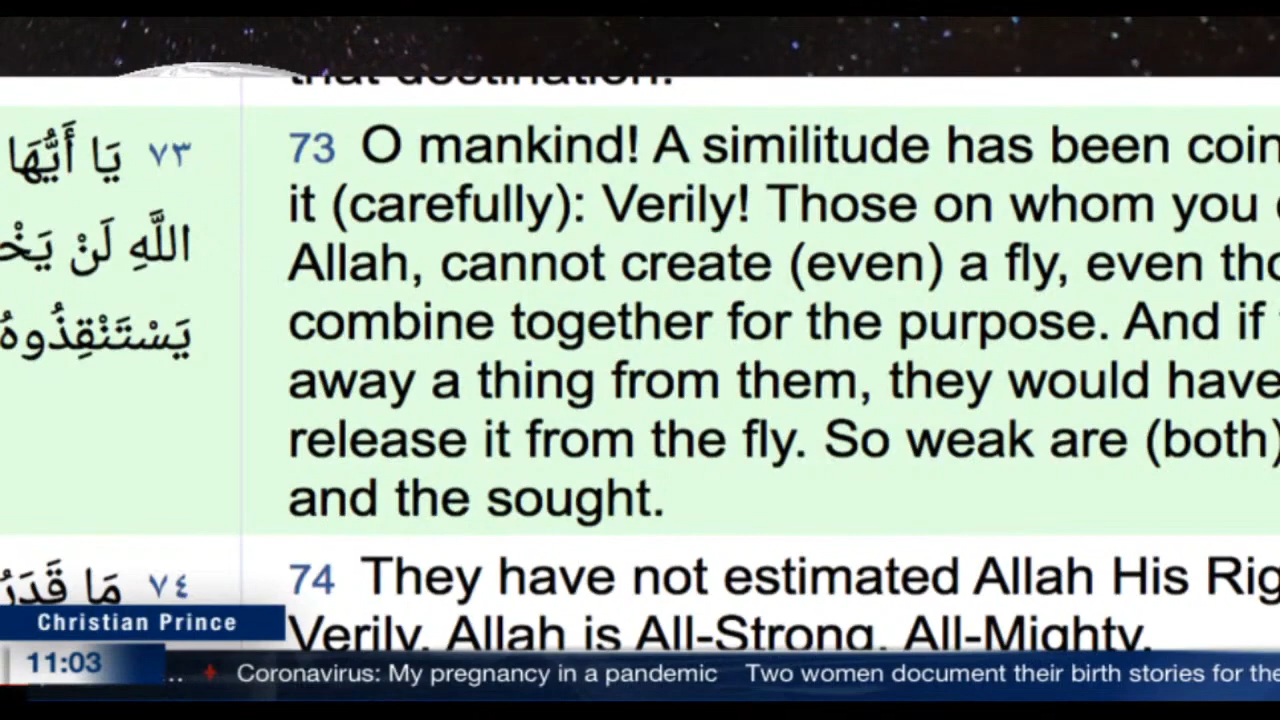 that destination.
٧٣ يَا أَيُّهَا
اللَّهِ لَنْ
يَسْتَنْقِذُوهُ
73 O mankind! A similitude has been
it (carefully): Verily! Those on whom you
Allah, cannot create (even) a fly, even
combine together for the purpose. And if
away a thing from them, they would have
release it from the fly. So weak are (both)
and the sought.
٧٤ مَا
74 They have not estimated Allah His
Verily, Allah is All-Strong, All-Mighty.
Christian Prince
11:03
.. Coronavirus: My pregnancy in a pandemic Two women document their birth stories for the